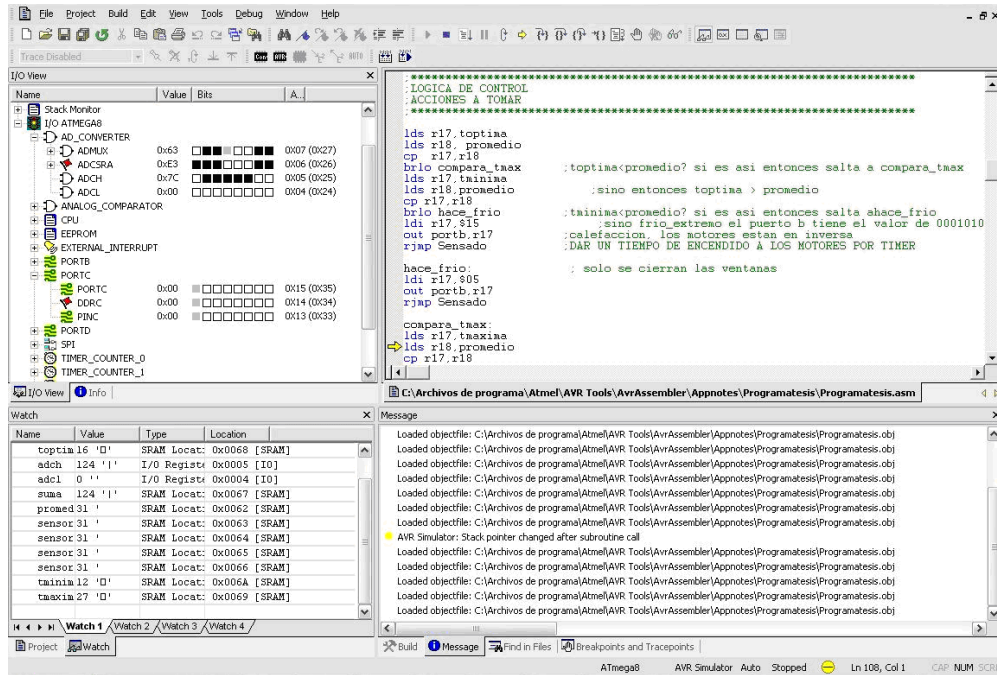 File Project Build Edit View Tools Debug Window Help
Trace Disabled Con AUTO
I/O View
Name Value Bits A...
Stack Monitor
I/O ATMEGA8
AD_CONVERTER
ADMUX 0x63 0X07 (0X27)
ADCSRA 0xE3 0X06 (0X26)
ADCH 0x7C 0X05 (0X25)
ADCL 0x00 0X04 (0X24)
ANALOG_COMPARATOR
CPU
EEPROM
EXTERNAL_INTERRUPT
PORTB
PORTC
PORTC 0x00 0X15 (0X35)
DDRC 0x00 0X14 (0X34)
PINC 0x00 0X13 (0X33)
PORTD
SPI
TIMER_COUNTER_0
TIMER_COUNTER_1
I/O View Info
;*****************************************************************************
;LOGICA DE CONTROL
;ACCIONES A TOMAR
;*****************************************************************************
lds r17,toptima
lds r18, promedio
cp r17,r18
brlo compara_tmax ;toptima<promedio? si es asi entonces salta a compara_tmax
lds r17,tminima
lds r18,promedio ;sino entonces toptima > promedio
cp r17,r18
brlo hace_frio ;tminima<promedio? si es asi entonces salta ahace_frio
ldi r17,$15 ;sino frio_extremo el puerto b tiene el valor de 0001010
out portb,r17 ;calefaccion, los motores estan en inversa
rjmp Sensado ;DAR UN TIEMPO DE ENCENDIDO A LOS MOTORES POR TIMER
hace_frio: ; solo se cierran las ventanas
ldi r17,$05
out portb,r17
rjmp Sensado
compara_tmax:
lds r17,tmaxima
lds r18,promedio
cp r17,r18
C:\Archivos de programa\Atmel\AVR Tools\AvrAssembler\Appnotes\Programatesis\Programatesis.asm
Watch
Name Value Type Location
toptim 16 '▯' SRAM Locat: 0x0068 [SRAM]
adch 124 '|' I/O Registe 0x0005 [IO]
adcl 0 '' I/O Registe 0x0004 [IO]
suma 124 '|' SRAM Locat: 0x0067 [SRAM]
promed 31 ' SRAM Locat: 0x0062 [SRAM]
sensor 31 ' SRAM Locat: 0x0063 [SRAM]
sensor 31 ' SRAM Locat: 0x0064 [SRAM]
sensor 31 ' SRAM Locat: 0x0065 [SRAM]
sensor 31 ' SRAM Locat: 0x0066 [SRAM]
tminim 12 '▯' SRAM Locat: 0x006A [SRAM]
tmaxim 27 '▯' SRAM Locat: 0x0069 [SRAM]
Watch 1 Watch 2 Watch 3 Watch 4
Project Watch
Message
Loaded objectfile: C:\Archivos de programa\Atmel\AVR Tools\AvrAssembler\Appnotes\Programatesis\Programatesis.obj
Loaded objectfile: C:\Archivos de programa\Atmel\AVR Tools\AvrAssembler\Appnotes\Programatesis\Programatesis.obj
Loaded objectfile: C:\Archivos de programa\Atmel\AVR Tools\AvrAssembler\Appnotes\Programatesis\Programatesis.obj
Loaded objectfile: C:\Archivos de programa\Atmel\AVR Tools\AvrAssembler\Appnotes\Programatesis\Programatesis.obj
Loaded objectfile: C:\Archivos de programa\Atmel\AVR Tools\AvrAssembler\Appnotes\Programatesis\Programatesis.obj
Loaded objectfile: C:\Archivos de programa\Atmel\AVR Tools\AvrAssembler\Appnotes\Programatesis\Programatesis.obj
Loaded objectfile: C:\Archivos de programa\Atmel\AVR Tools\AvrAssembler\Appnotes\Programatesis\Programatesis.obj
AVR Simulator: Stack pointer changed after subroutine call
Loaded objectfile: C:\Archivos de programa\Atmel\AVR Tools\AvrAssembler\Appnotes\Programatesis\Programatesis.obj
Loaded objectfile: C:\Archivos de programa\Atmel\AVR Tools\AvrAssembler\Appnotes\Programatesis\Programatesis.obj
Loaded objectfile: C:\Archivos de programa\Atmel\AVR Tools\AvrAssembler\Appnotes\Programatesis\Programatesis.obj
Loaded objectfile: C:\Archivos de programa\Atmel\AVR Tools\AvrAssembler\Appnotes\Programatesis\Programatesis.obj
Loaded objectfile: C:\Archivos de programa\Atmel\AVR Tools\AvrAssembler\Appnotes\Programatesis\Programatesis.obj
Build Message Find in Files Breakpoints and Tracepoints
ATmega8 AVR Simulator Auto Stopped Ln 108, Col 1 CAP NUM SCRL